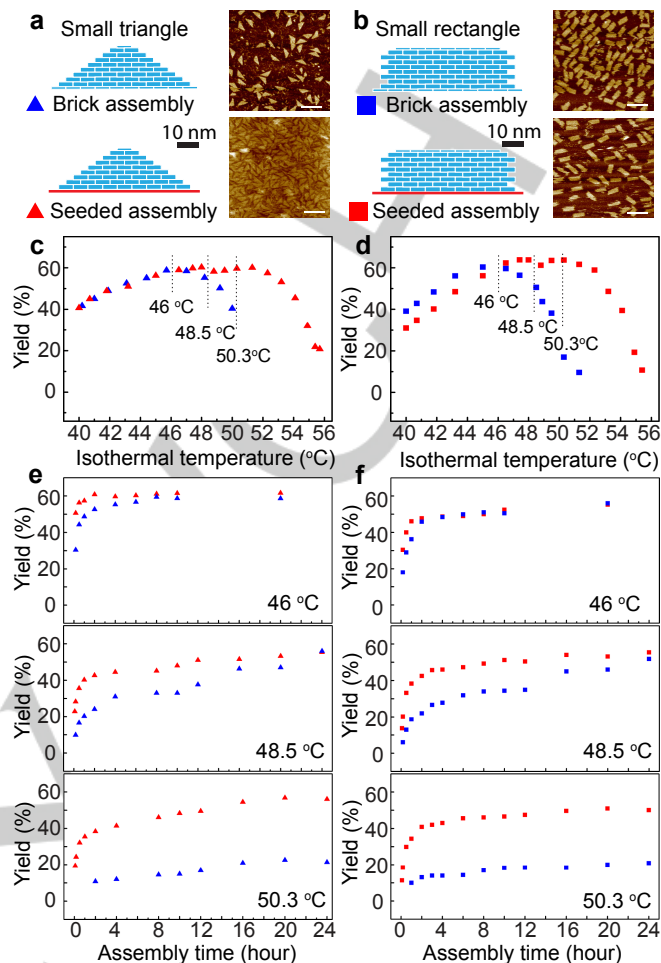 a Small triangle
Brick assembly
10 nm
Seeded assembly
b Small rectangle
Brick assembly
10 nm
Seeded assembly
c
Yield (%)
60
40
20
0
46 °C
48.5 °C
50.3°C
40 42 44 46 48 50 52 54 56
Isothermal temperature (°C)
d
Yield (%)
60
40
20
0
46 °C
48.5 °C
50.3°C
40 42 44 46 48 50 52 54 56
Isothermal temperature (°C)
e
Yield (%)
60
40
20
0
46 °C
Yield (%)
60
40
20
0
48.5 °C
Yield (%)
60
40
20
0
50.3 °C
0 4 8 12 16 20 24
Assembly time (hour)
f
Yield (%)
60
40
20
0
46 °C
Yield (%)
60
40
20
0
48.5 °C
Yield (%)
60
40
20
0
50.3 °C
0 4 8 12 16 20 24
Assembly time (hour)